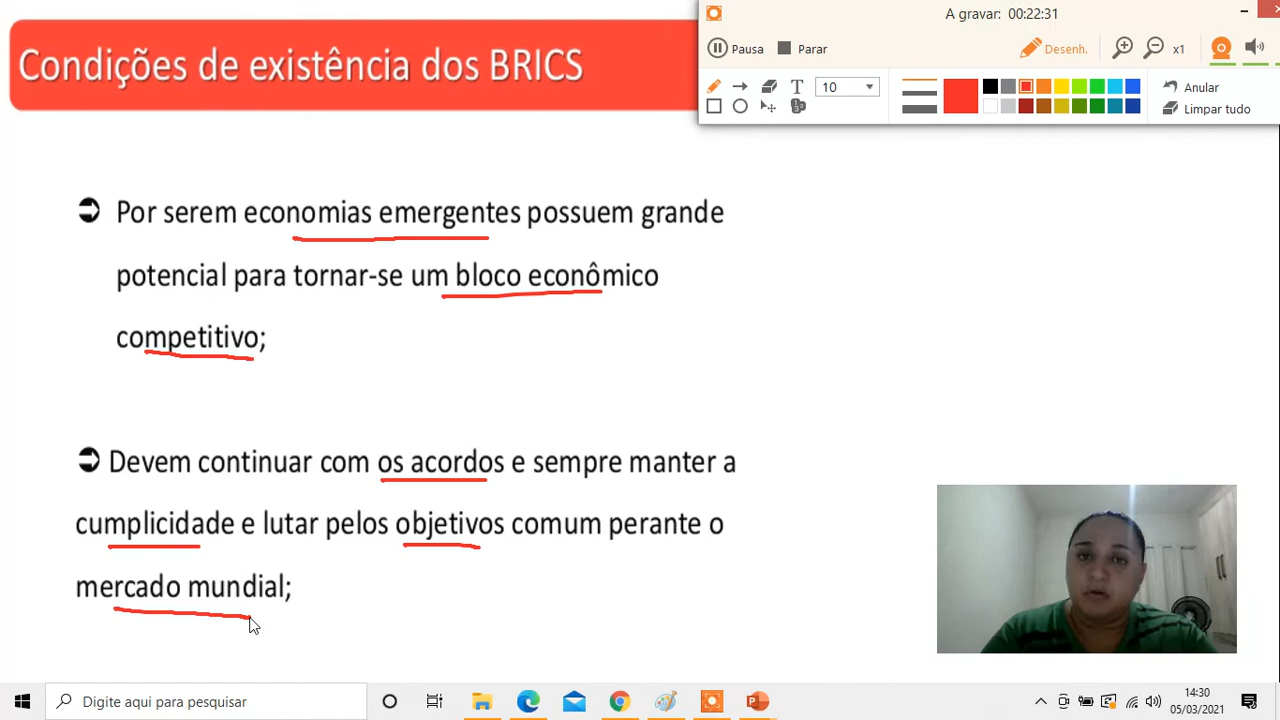 A gravar: 00:22:31
Condições de existência dos BRICS
Pausa Parar Desenh. x1
T 10 Anular
Limpar tudo
Por serem economias emergentes possuem grande
potencial para tornar-se um bloco econômico
competitivo;
Devem continuar com os acordos e sempre manter a
cumplicidade e lutar pelos objetivos comum perante o
mercado mundial;
Digite aqui para pesquisar
14:30
05/03/2021